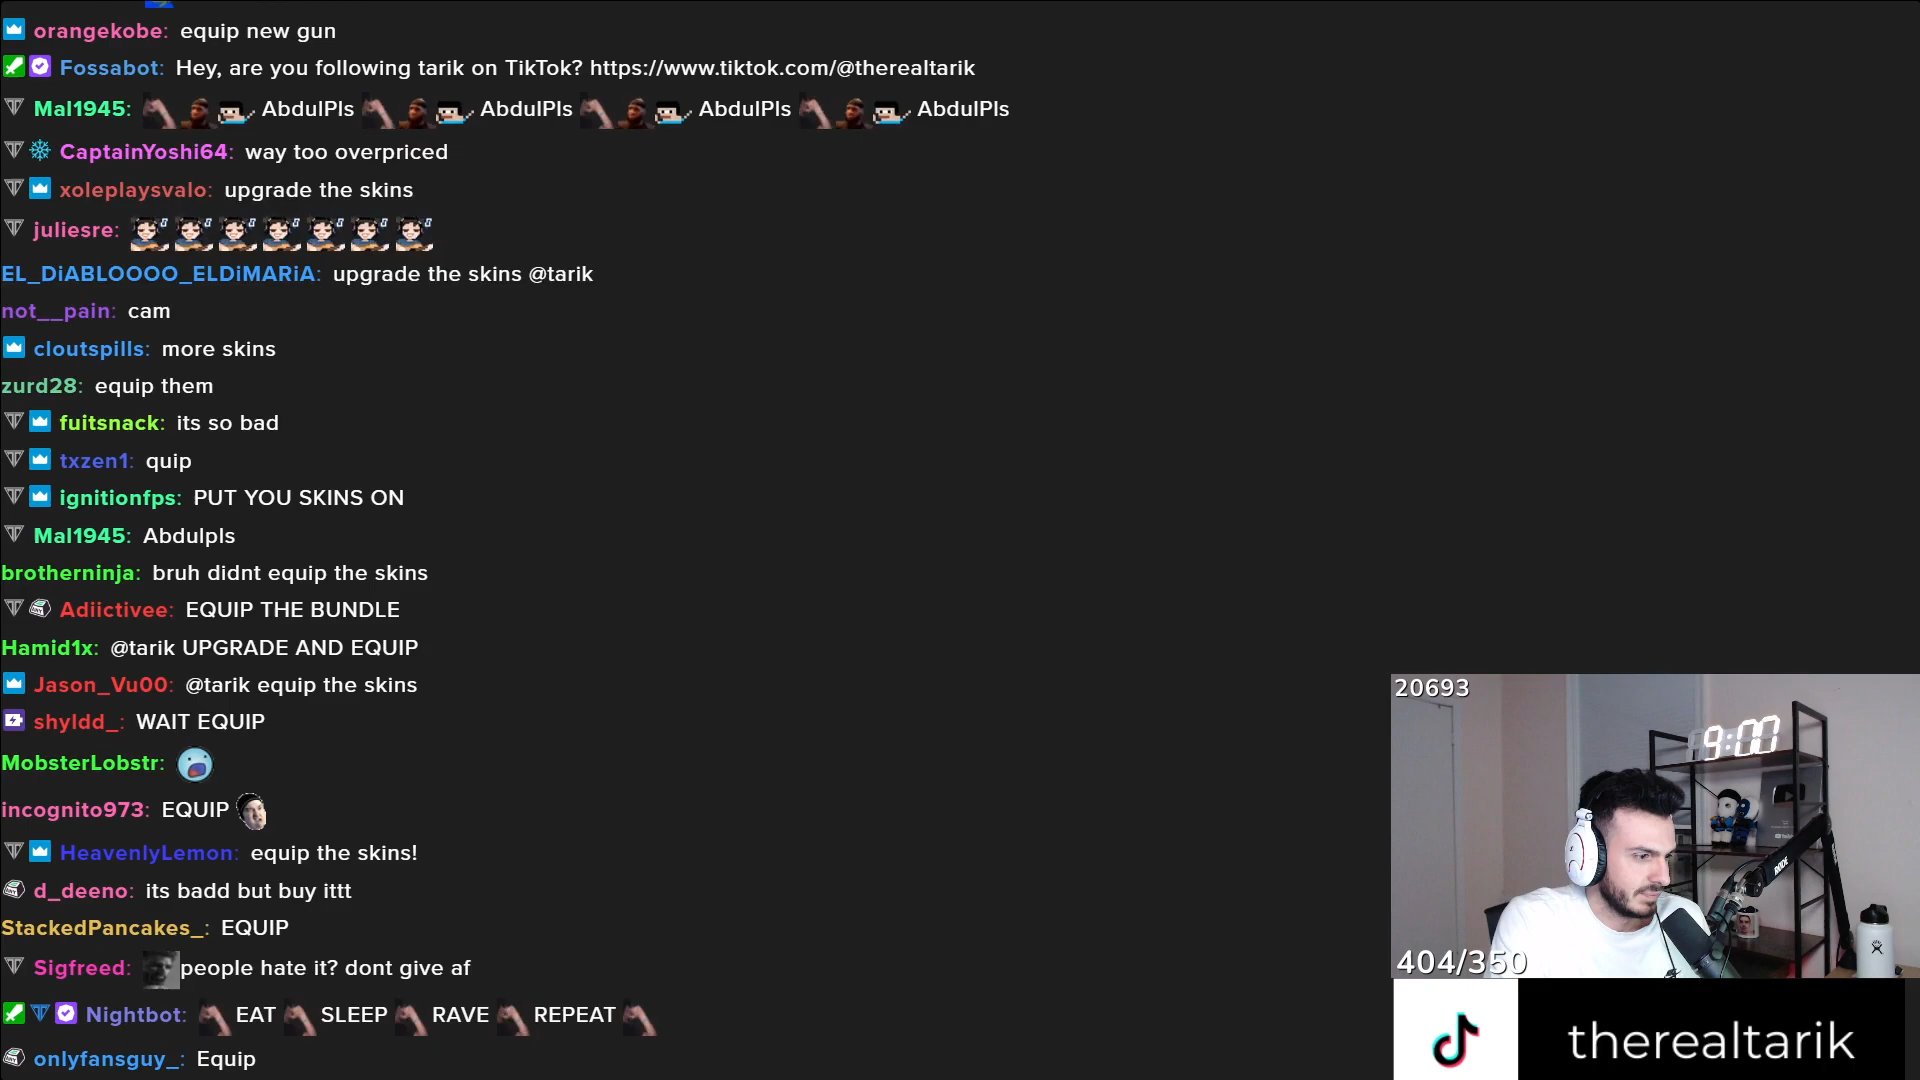 orangekobe: equip new gun
Fossabot: Hey, are you following tarik on TikTok? https://www.tiktok.com/@therealtarik
Mal1945: AbdulPls AbdulPls AbdulPls AbdulPls
CaptainYoshi64: way too overpriced
xoleplaysvalo: upgrade the skins
juliesre:
EL_DiABLOOOO_ELDiMARiA: upgrade the skins @tarik
not__pain: cam
cloutspills: more skins
zurd28: equip them
fuitsnack: its so bad
txzen1: quip
ignitionfps: PUT YOU SKINS ON
Mal1945: Abdulpls
brotherninja: bruh didnt equip the skins
Adiictivee: EQUIP THE BUNDLE
Hamid1x: @tarik UPGRADE AND EQUIP
Jason_Vu00: @tarik equip the skins
shyldd_: WAIT EQUIP
MobsterLobstr:
incognito973: EQUIP
HeavenlyLemon: equip the skins!
d_deeno: its badd but buy ittt
StackedPancakes_: EQUIP
Sigfreed: people hate it? dont give af
Nightbot: EAT SLEEP RAVE REPEAT
onlyfansguy_: Equip
20693
9:00
RODE
404/350
therealtarik